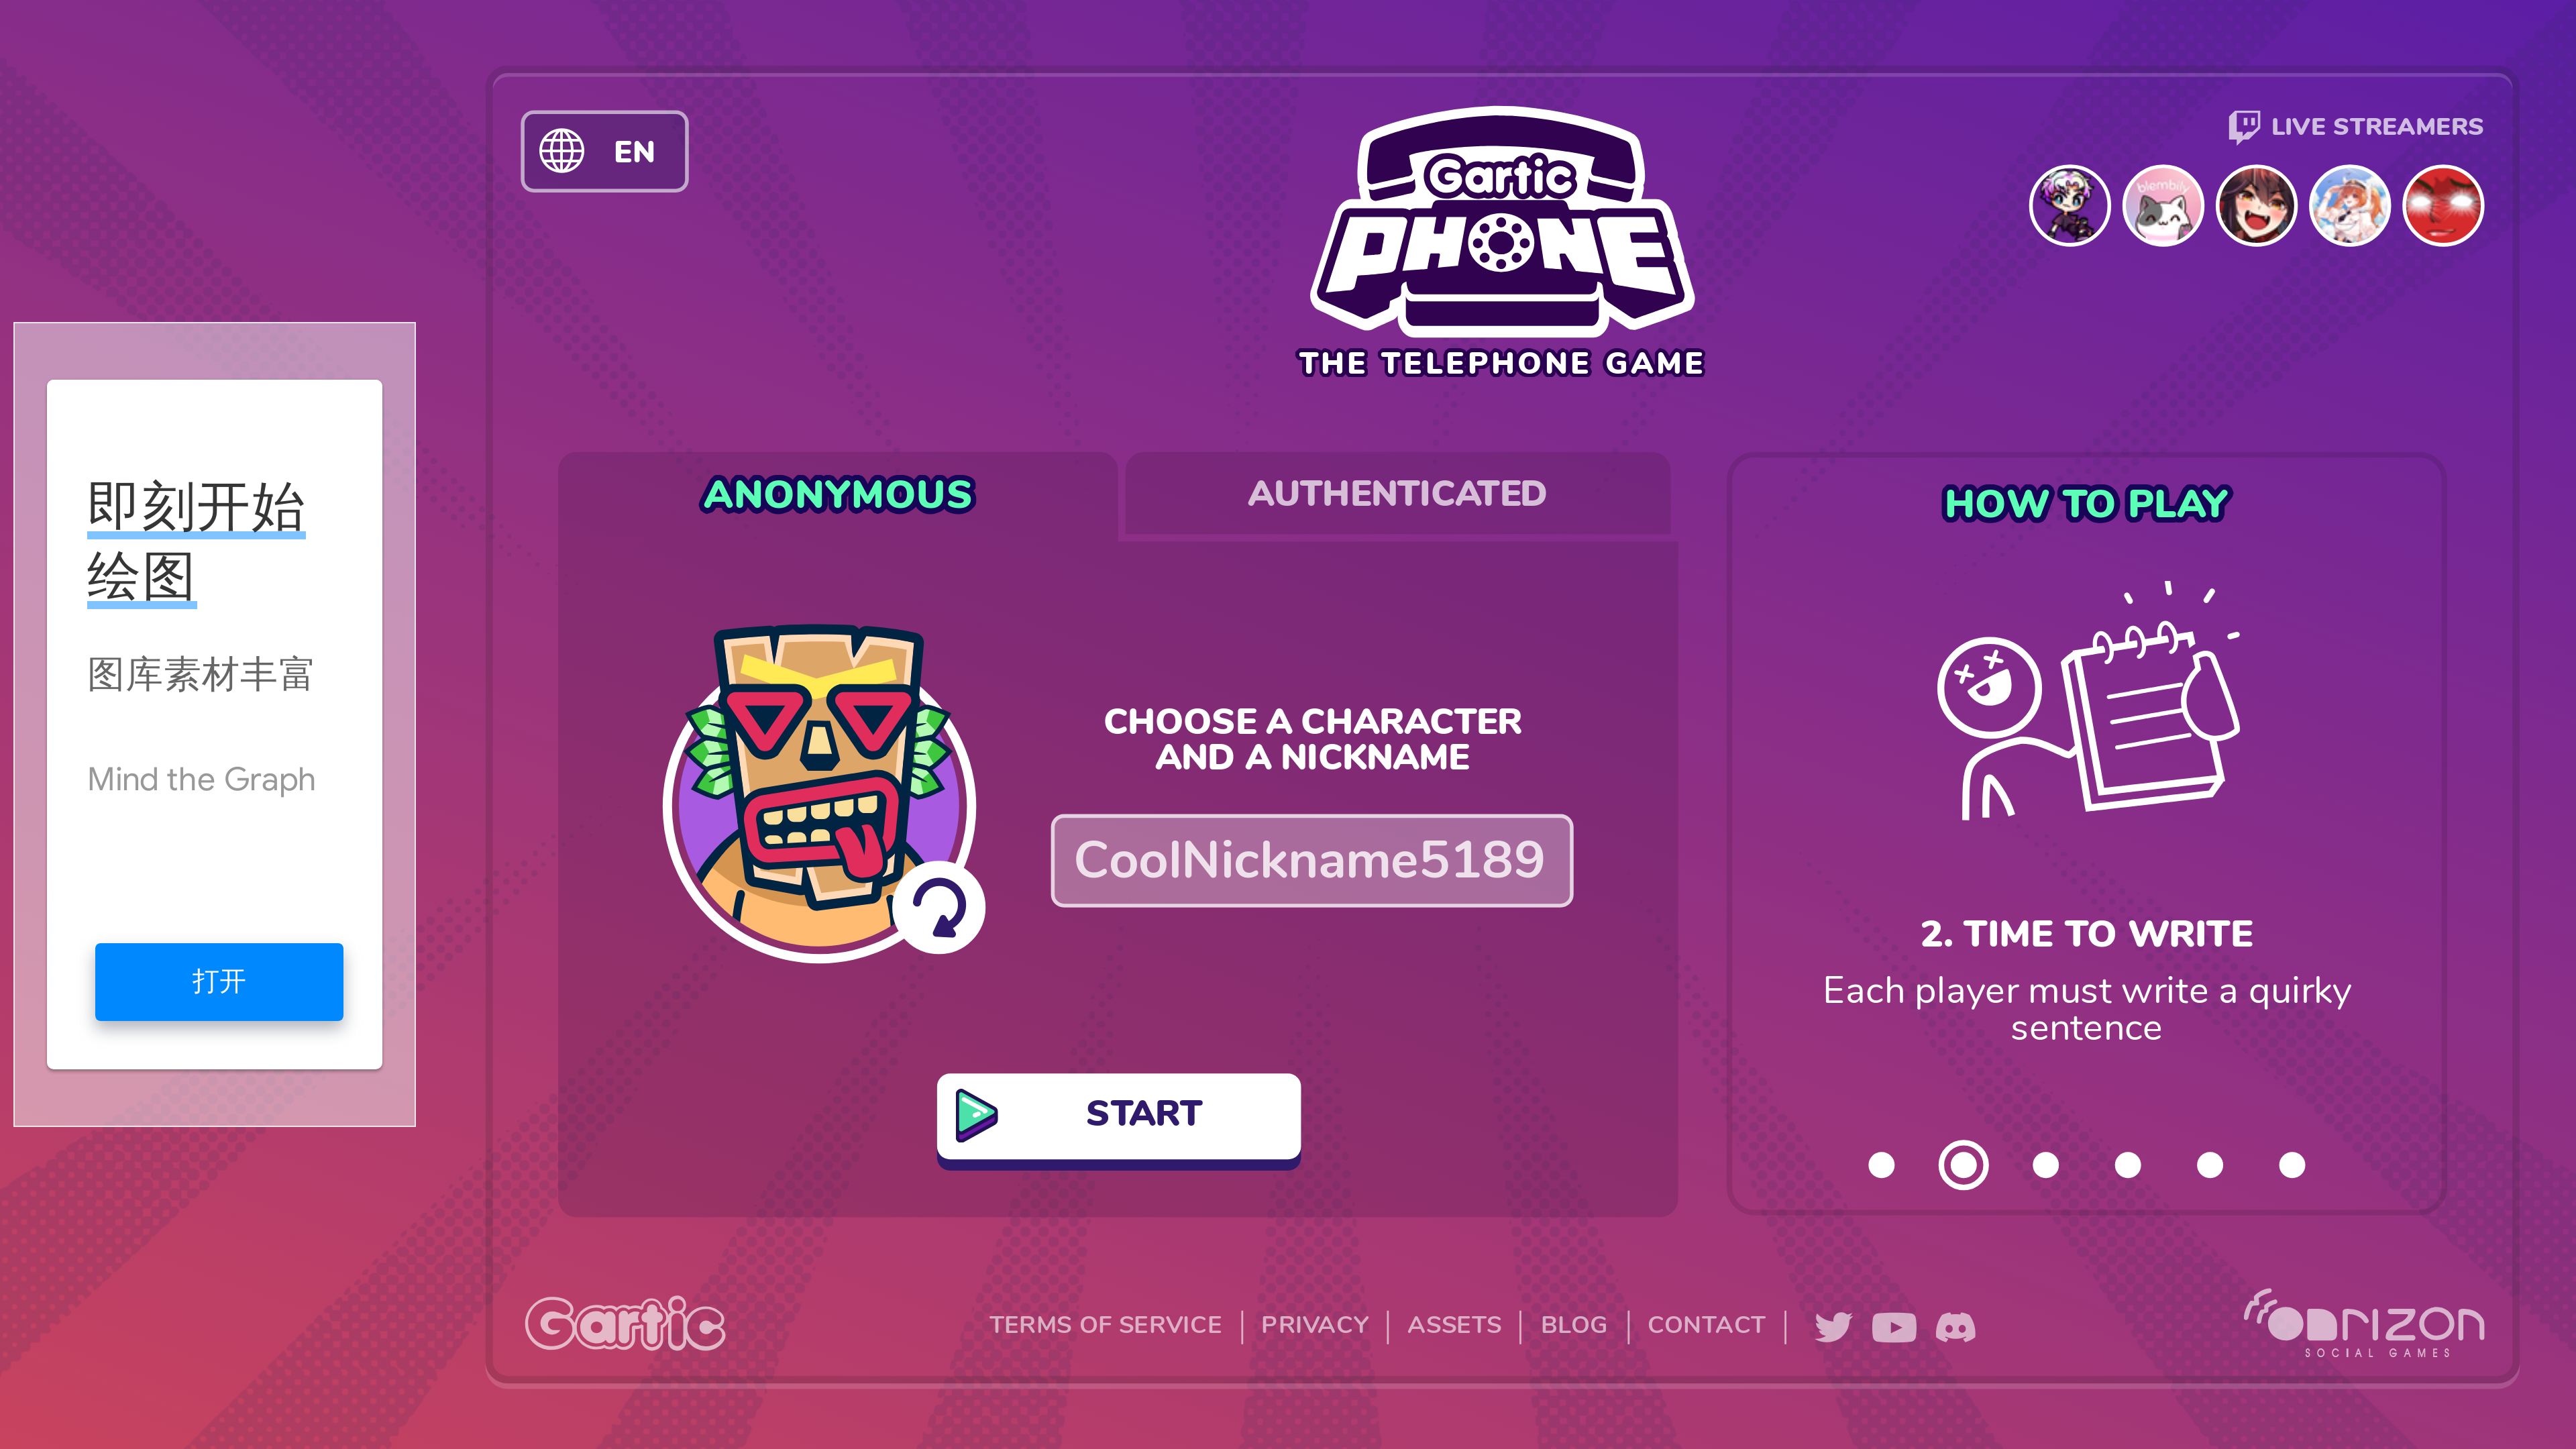 EN
Gartic
PHONE
THE TELEPHONE GAME
LIVE STREAMERS
blembily
即刻开始
绘图
图库素材丰富
Mind the Graph
打开
ANONYMOUS
AUTHENTICATED
CHOOSE A CHARACTER
AND A NICKNAME
CoolNickname5189
START
HOW TO PLAY
2. TIME TO WRITE
Each player must write a quirky
sentence
Gartic
TERMS OF SERVICE
PRIVACY
ASSETS
BLOG
CONTACT
ONRIZON
SOCIAL GAMES